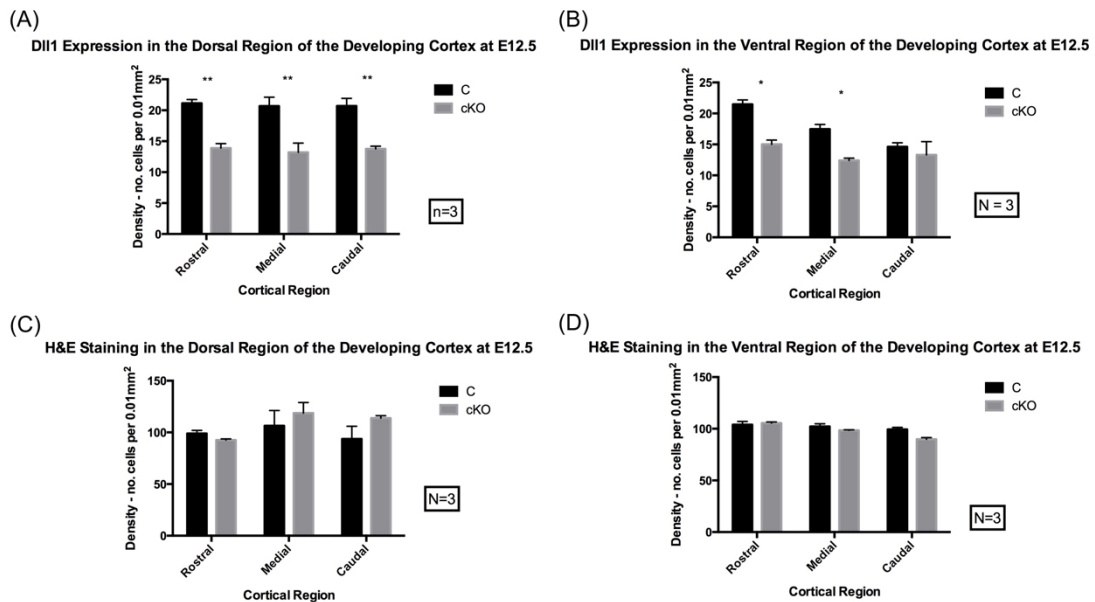 (A)
Dll1 Expression in the Dorsal Region of the Developing Cortex at E12.5
Density - no. cells per 0.01mm²
25
20
15
10
5
0
**
**
**
C
cKO
n=3
Rostral
Medial
Caudal
Cortical Region
(B)
Dll1 Expression in the Ventral Region of the Developing Cortex at E12.5
Density - no. cells per 0.01mm²
25
20
15
10
5
0
*
*
C
cKO
N = 3
Rostral
Medial
Caudal
Cortical Region
(C)
H&E Staining in the Dorsal Region of the Developing Cortex at E12.5
Density - no. cells per 0.01mm²
150
100
50
0
C
cKO
N=3
Rostral
Medial
Caudal
Cortical Region
(D)
H&E Staining in the Ventral Region of the Developing Cortex at E12.5
Density - no. cells per 0.01mm²
150
100
50
0
C
cKO
N=3
Rostral
Medial
Caudal
Cortical Region